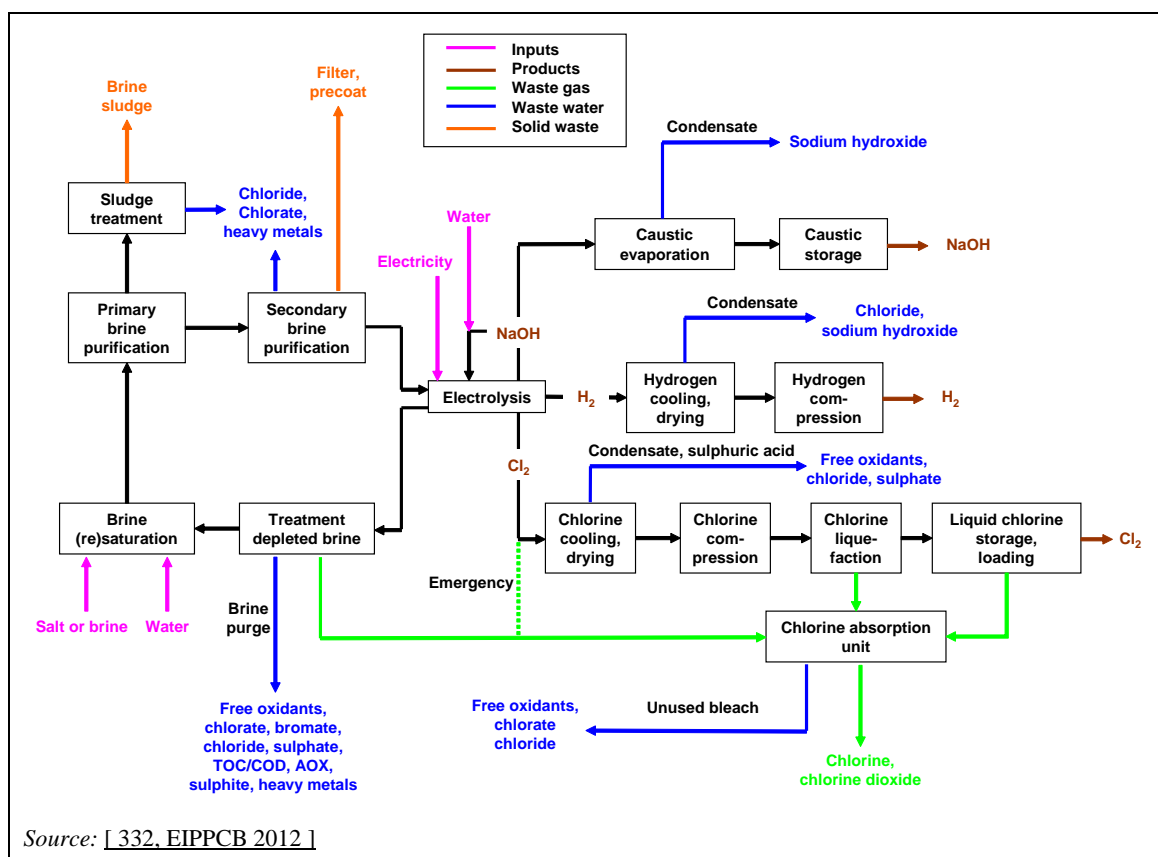 Inputs
Products
Waste gas
Waste water
Solid waste
Brine
sludge
Filter,
precoat
Condensate
Sodium hydroxide
Sludge
treatment
Chloride,
Chlorate,
heavy metals
Water
Electricity
Caustic
evaporation
Caustic
storage
NaOH
Primary
brine
purification
Secondary
brine
purification
NaOH
Condensate
Chloride,
sodium hydroxide
Electrolysis
H2
Hydrogen
cooling,
drying
Hydrogen
com-
pression
H2
Cl2
Condensate, sulphuric acid
Free oxidants,
chloride, sulphate
Brine
(re)saturation
Treatment
depleted brine
Chlorine
cooling,
drying
Chlorine
com-
pression
Chlorine
lique-
faction
Liquid chlorine
storage,
loading
Cl2
Emergency
Salt or brine
Water
Brine
purge
Chlorine absorption
unit
Free oxidants,
chlorate, bromate,
chloride, sulphate,
TOC/COD, AOX,
sulphite, heavy metals
Free oxidants,
chlorate
chloride
Unused bleach
Chlorine,
chlorine dioxide
Source: [ 332, EIPPCB 2012 ]